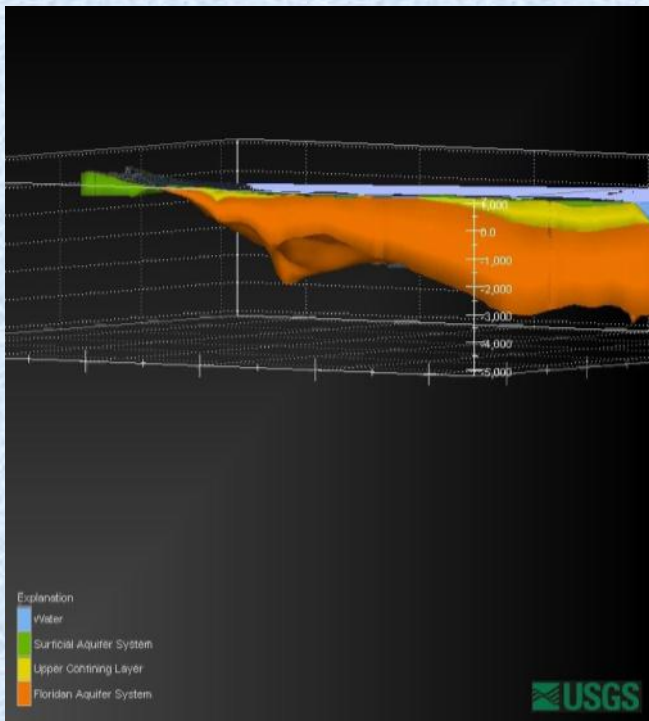 1,000
0.0
-1,000
-2,000
-3,000
-4,000
-5,000
Explanation
Water
Surficial Aquifer System
Upper Confining Layer
Floridan Aquifer System
USGS